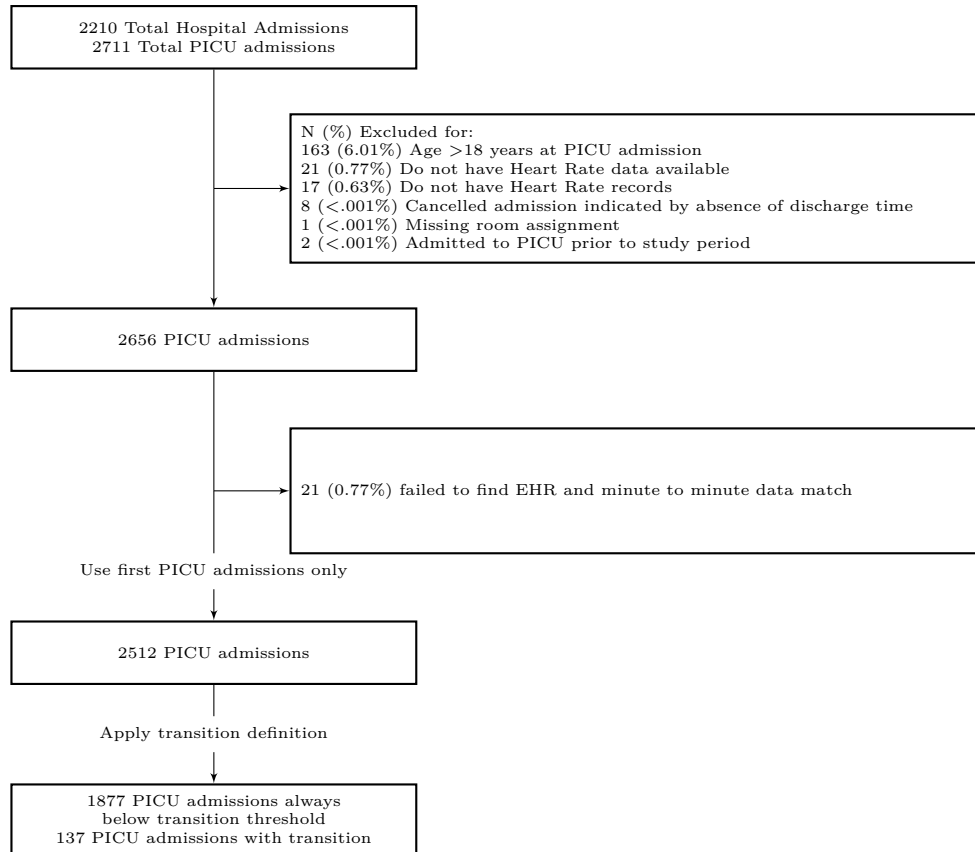 2210 Total Hospital Admissions
2711 Total PICU admissions
N (%) Excluded for:
163 (6.01%) Age >18 years at PICU admission
21 (0.77%) Do not have Heart Rate data available
17 (0.63%) Do not have Heart Rate records
8 (<.001%) Cancelled admission indicated by absence of discharge time
1 (<.001%) Missing room assignment
2 (<.001%) Admitted to PICU prior to study period
2656 PICU admissions
21 (0.77%) failed to find EHR and minute to minute data match
Use first PICU admissions only
2512 PICU admissions
Apply transition definition
1877 PICU admissions always
below transition threshold
137 PICU admissions with transition